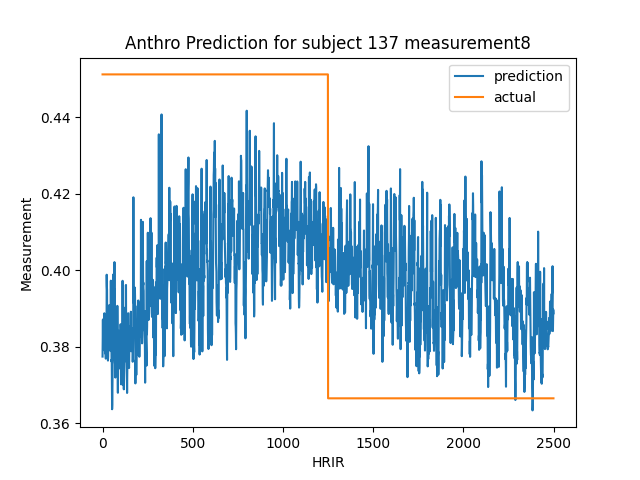 Anthro Prediction for subject 137 measurement8
prediction
actual
Measurement
0.44
0.42
0.40
0.38
0.36
0
500
1000
1500
2000
2500
HRIR